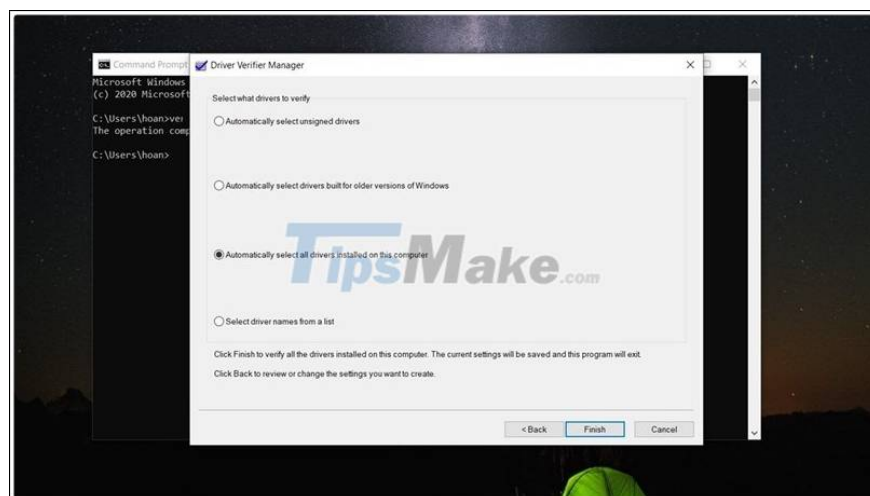 Command Prompt
Driver Verifier Manager
Microsoft Windows
(c) 2020 Microsoft
Select what drivers to verify
Automatically select unsigned drivers
C:\Users\hoan>ver
The operation comp
C:\Users\hoan>
Automatically select drivers built for older versions of Windows
Automatically select all drivers installed on this computer
TipsMake.com
Select driver names from a list
Click Finish to verify all the drivers installed on this computer. The current settings will be saved and this program will exit.
Click Back to review or change the settings you want to create.
< Back Finish Cancel